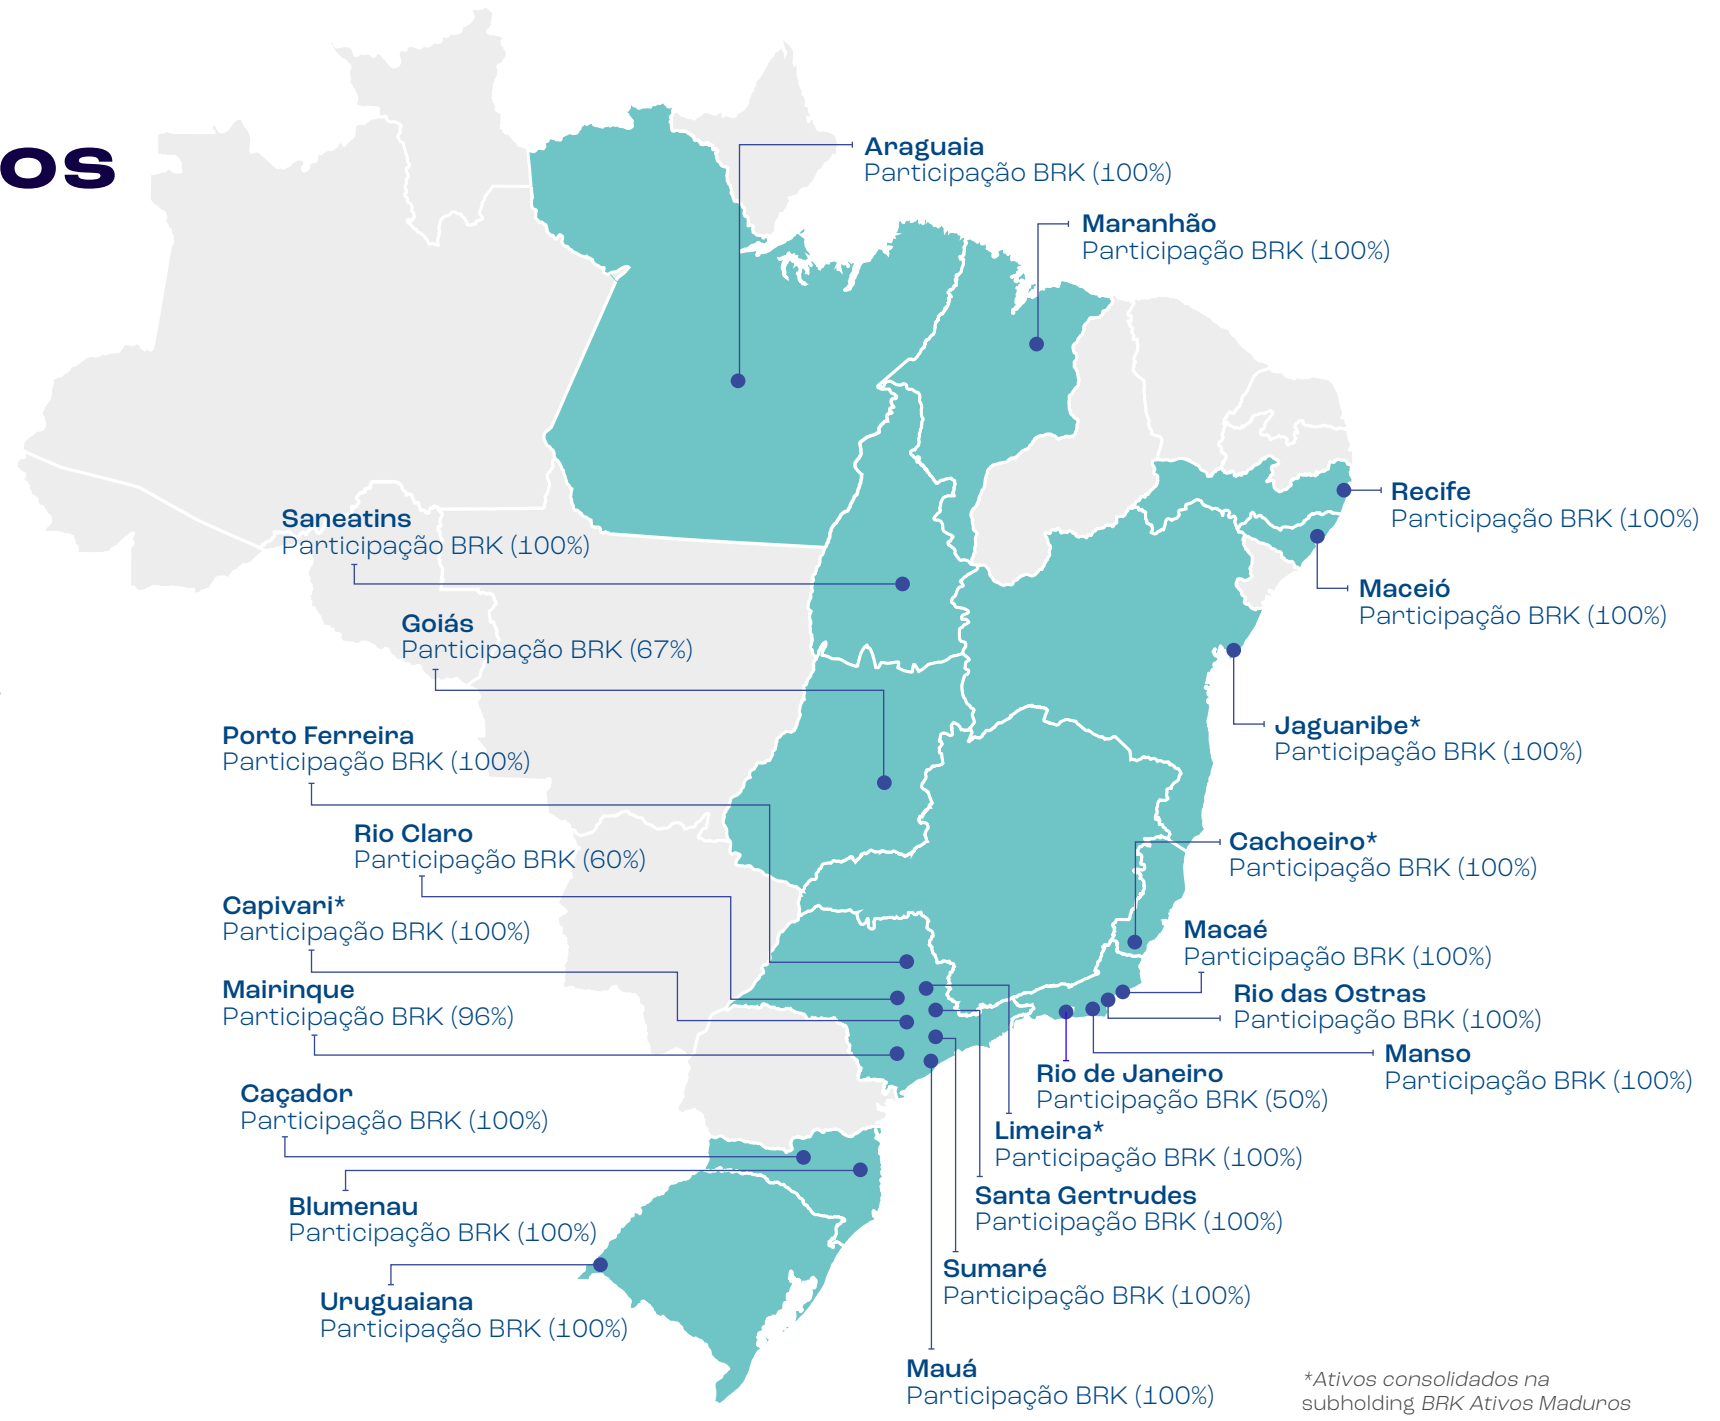 os
Araguaia
Participação BRK (100%)
Maranhão
Participação BRK (100%)
Recife
Participação BRK (100%)
Saneatins
Participação BRK (100%)
Maceió
Participação BRK (100%)
Goiás
Participação BRK (67%)
Jaguaribe*
Participação BRK (100%)
Porto Ferreira
Participação BRK (100%)
Rio Claro
Participação BRK (60%)
Cachoeiro*
Participação BRK (100%)
Capivari*
Participação BRK (100%)
Macaé
Participação BRK (100%)
Mairinque
Participação BRK (96%)
Rio das Ostras
Participação BRK (100%)
Manso
Participação BRK (100%)
Rio de Janeiro
Participação BRK (50%)
Caçador
Participação BRK (100%)
Limeira*
Participação BRK (100%)
Santa Gertrudes
Participação BRK (100%)
Blumenau
Participação BRK (100%)
Sumaré
Participação BRK (100%)
Uruguaiana
Participação BRK (100%)
Mauá
Participação BRK (100%)
*Ativos consolidados na
subholding BRK Ativos Maduros